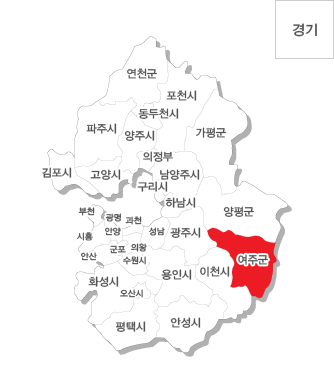 경기
연천군
포천시
동두천시
파주시
양주시
가평군
의정부
김포시
고양시
남양주시
구리시
하남시
부천
광명
과천
양평군
시흥
안양
성남
광주시
군포
의왕
안산
수원시
여주군
이천시
용인시
화성시
오산시
평택시
안성시